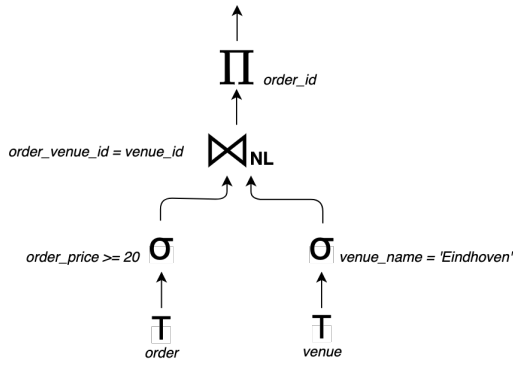 ∏ order_id
order_venue_id = venue_id ⋈NL
order_price >= 20 σ
σ venue_name = 'Eindhoven'
T
order
T
venue